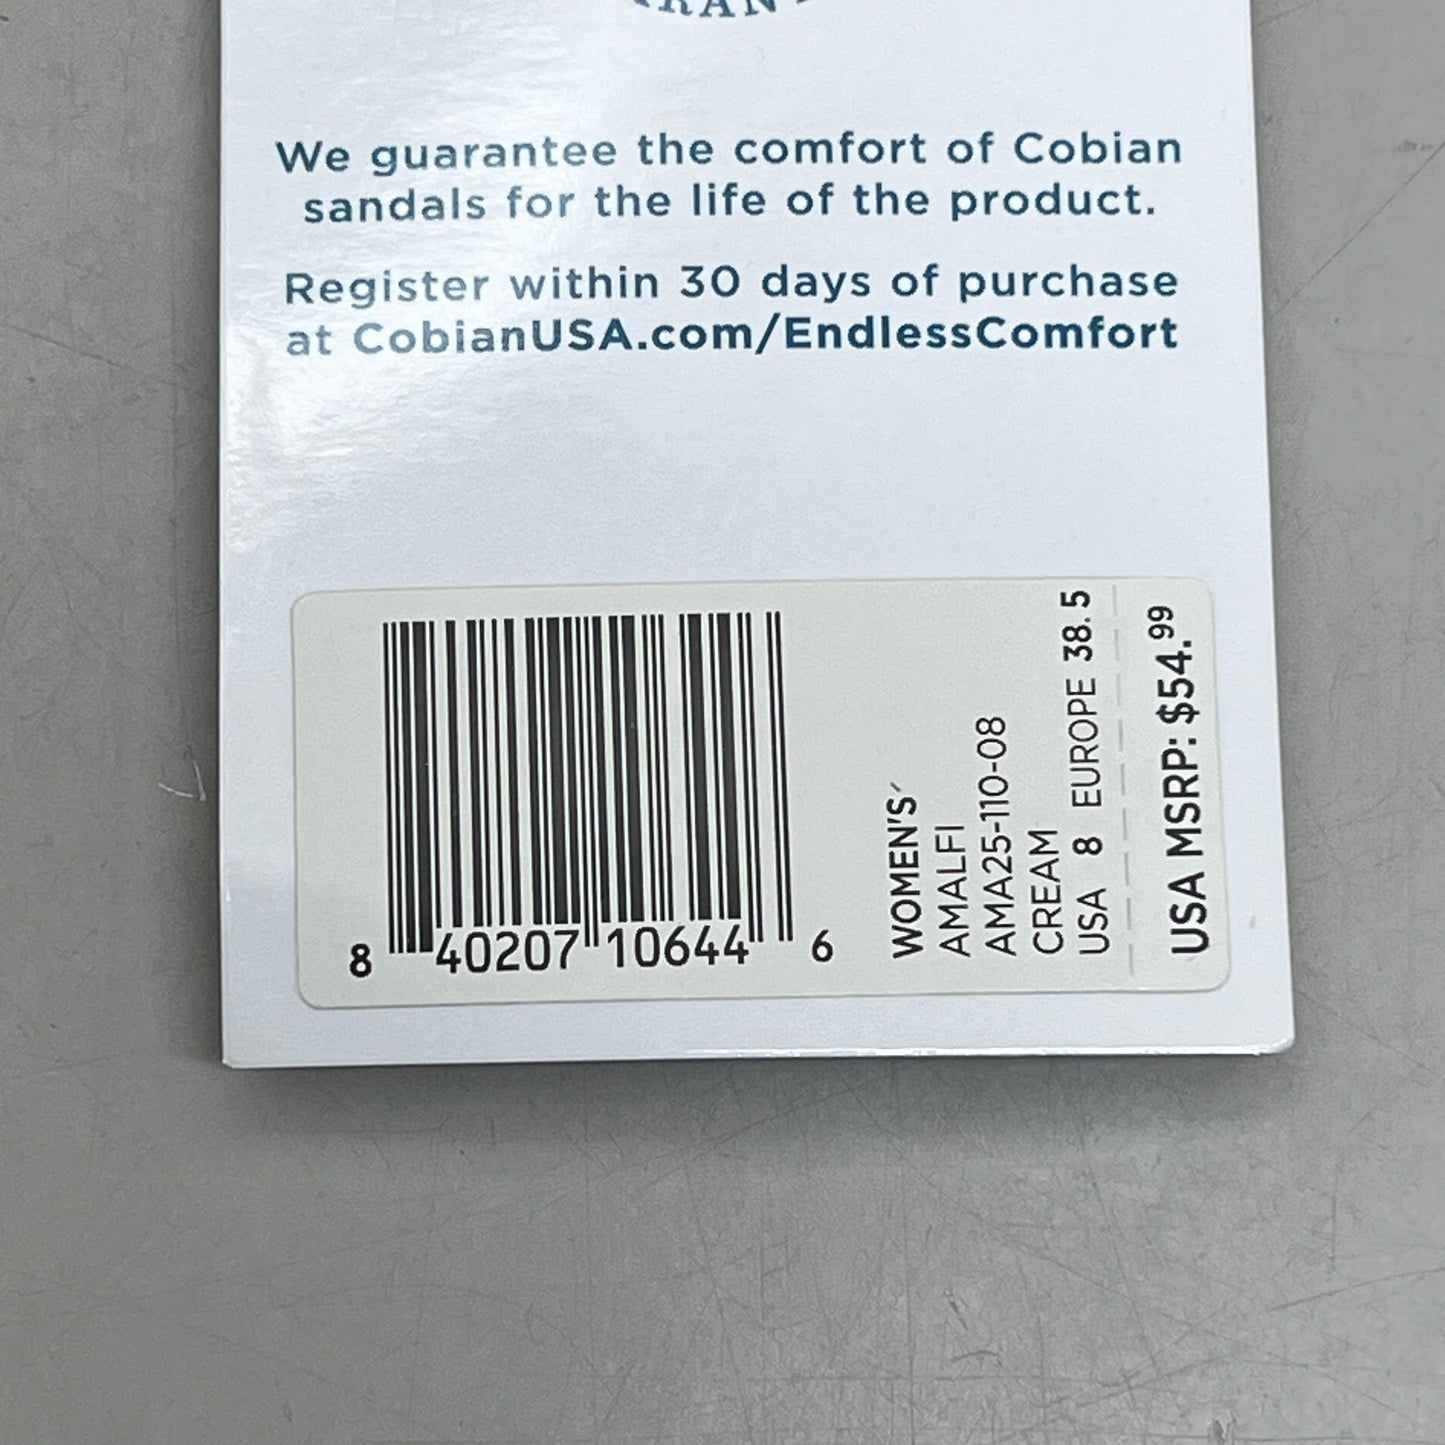 We guarantee the comfort of Cobian
sandals for the life of the product.
Register within 30 days of purchase
at CobianUSA.com/EndlessComfort
8 40207 10644 6
WOMEN'S
AMALFI
AMA25-110-08
CREAM
USA 8 EUROPE 38.5
USA MSRP: $54.99